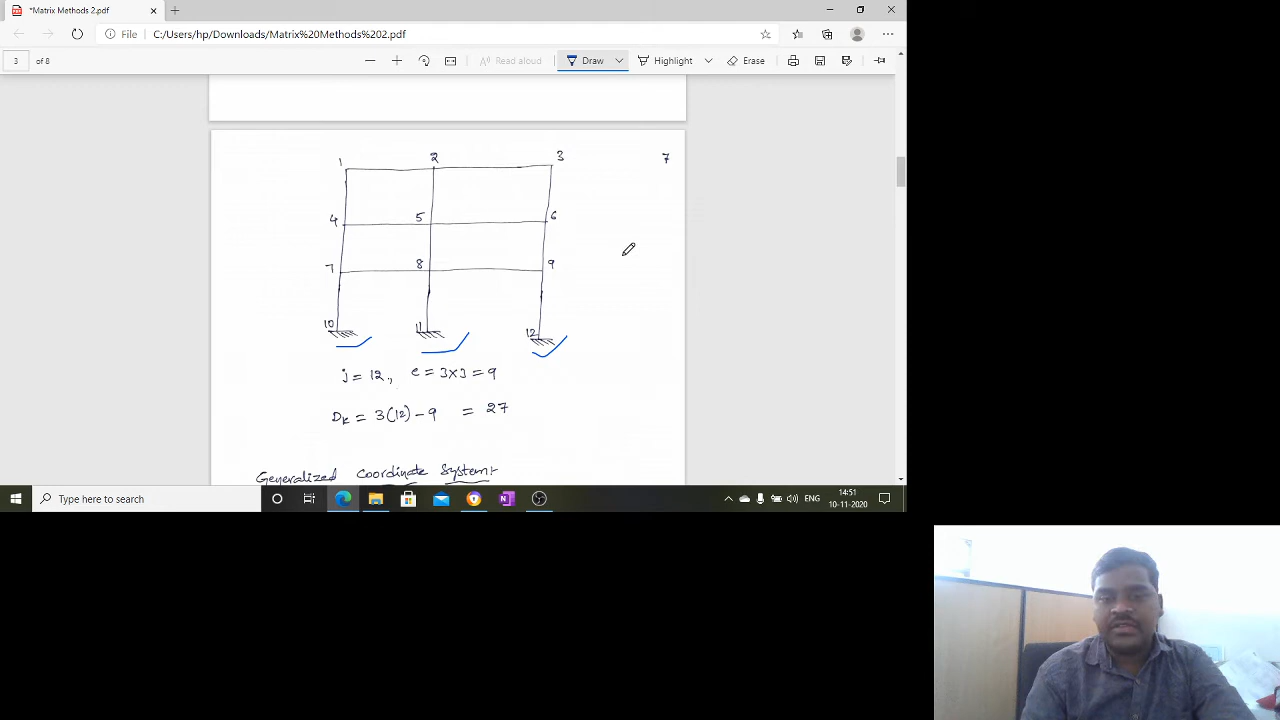 *Matrix Methods 2.pdf
File C:/Users/hp/Downloads/Matrix%20Methods%202.pdf
3 of 8 Read aloud Draw Highlight Erase
7
1 2 3
4 5 6
7 8 9
10 11 12
j = 12, e = 3×3 = 9
Dk = 3(12) - 9 = 27
Generalized Coordinate System:
Type here to search
ENG
14:51
10-11-2020